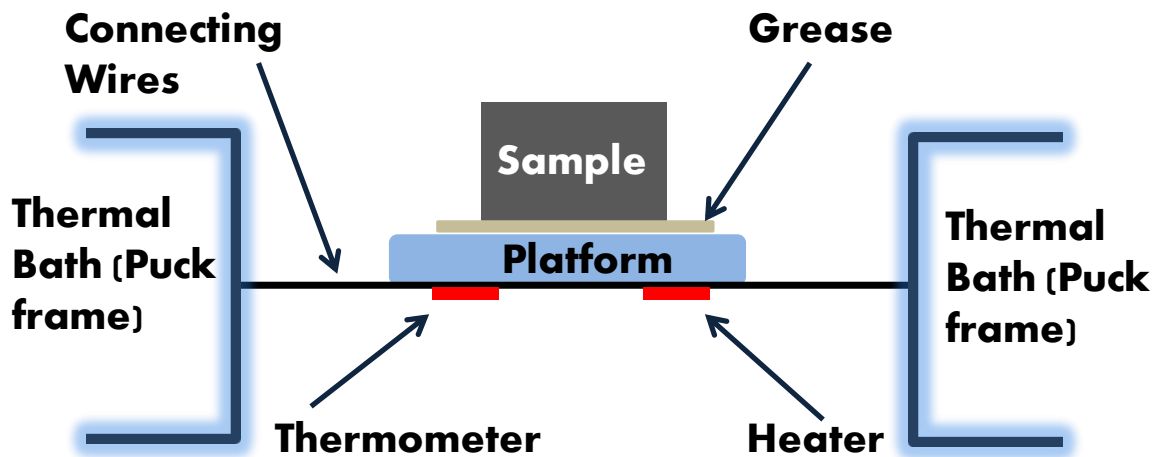 Connecting
Wires
Grease
Sample
Thermal
Bath (Puck
frame)
Platform
Thermal
Bath (Puck
frame)
Thermometer
Heater